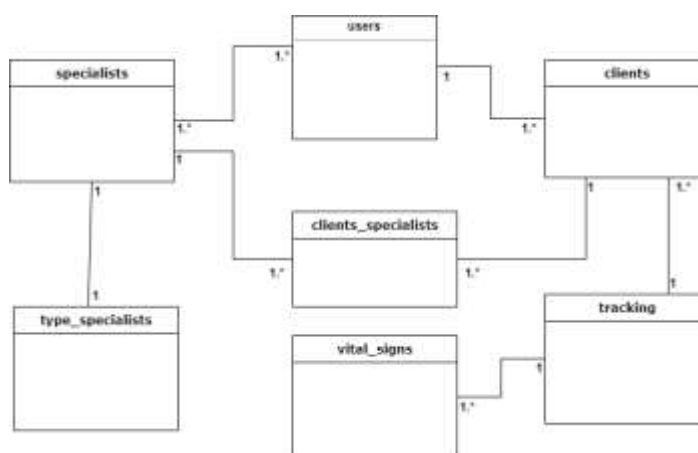 users
specialists
clients
1.*
1
1.*
1.*
1
1
1
1.*
clients_specialists
1.*
1.*
1
1
type_specialists
tracking
vital_signs
1
1.*